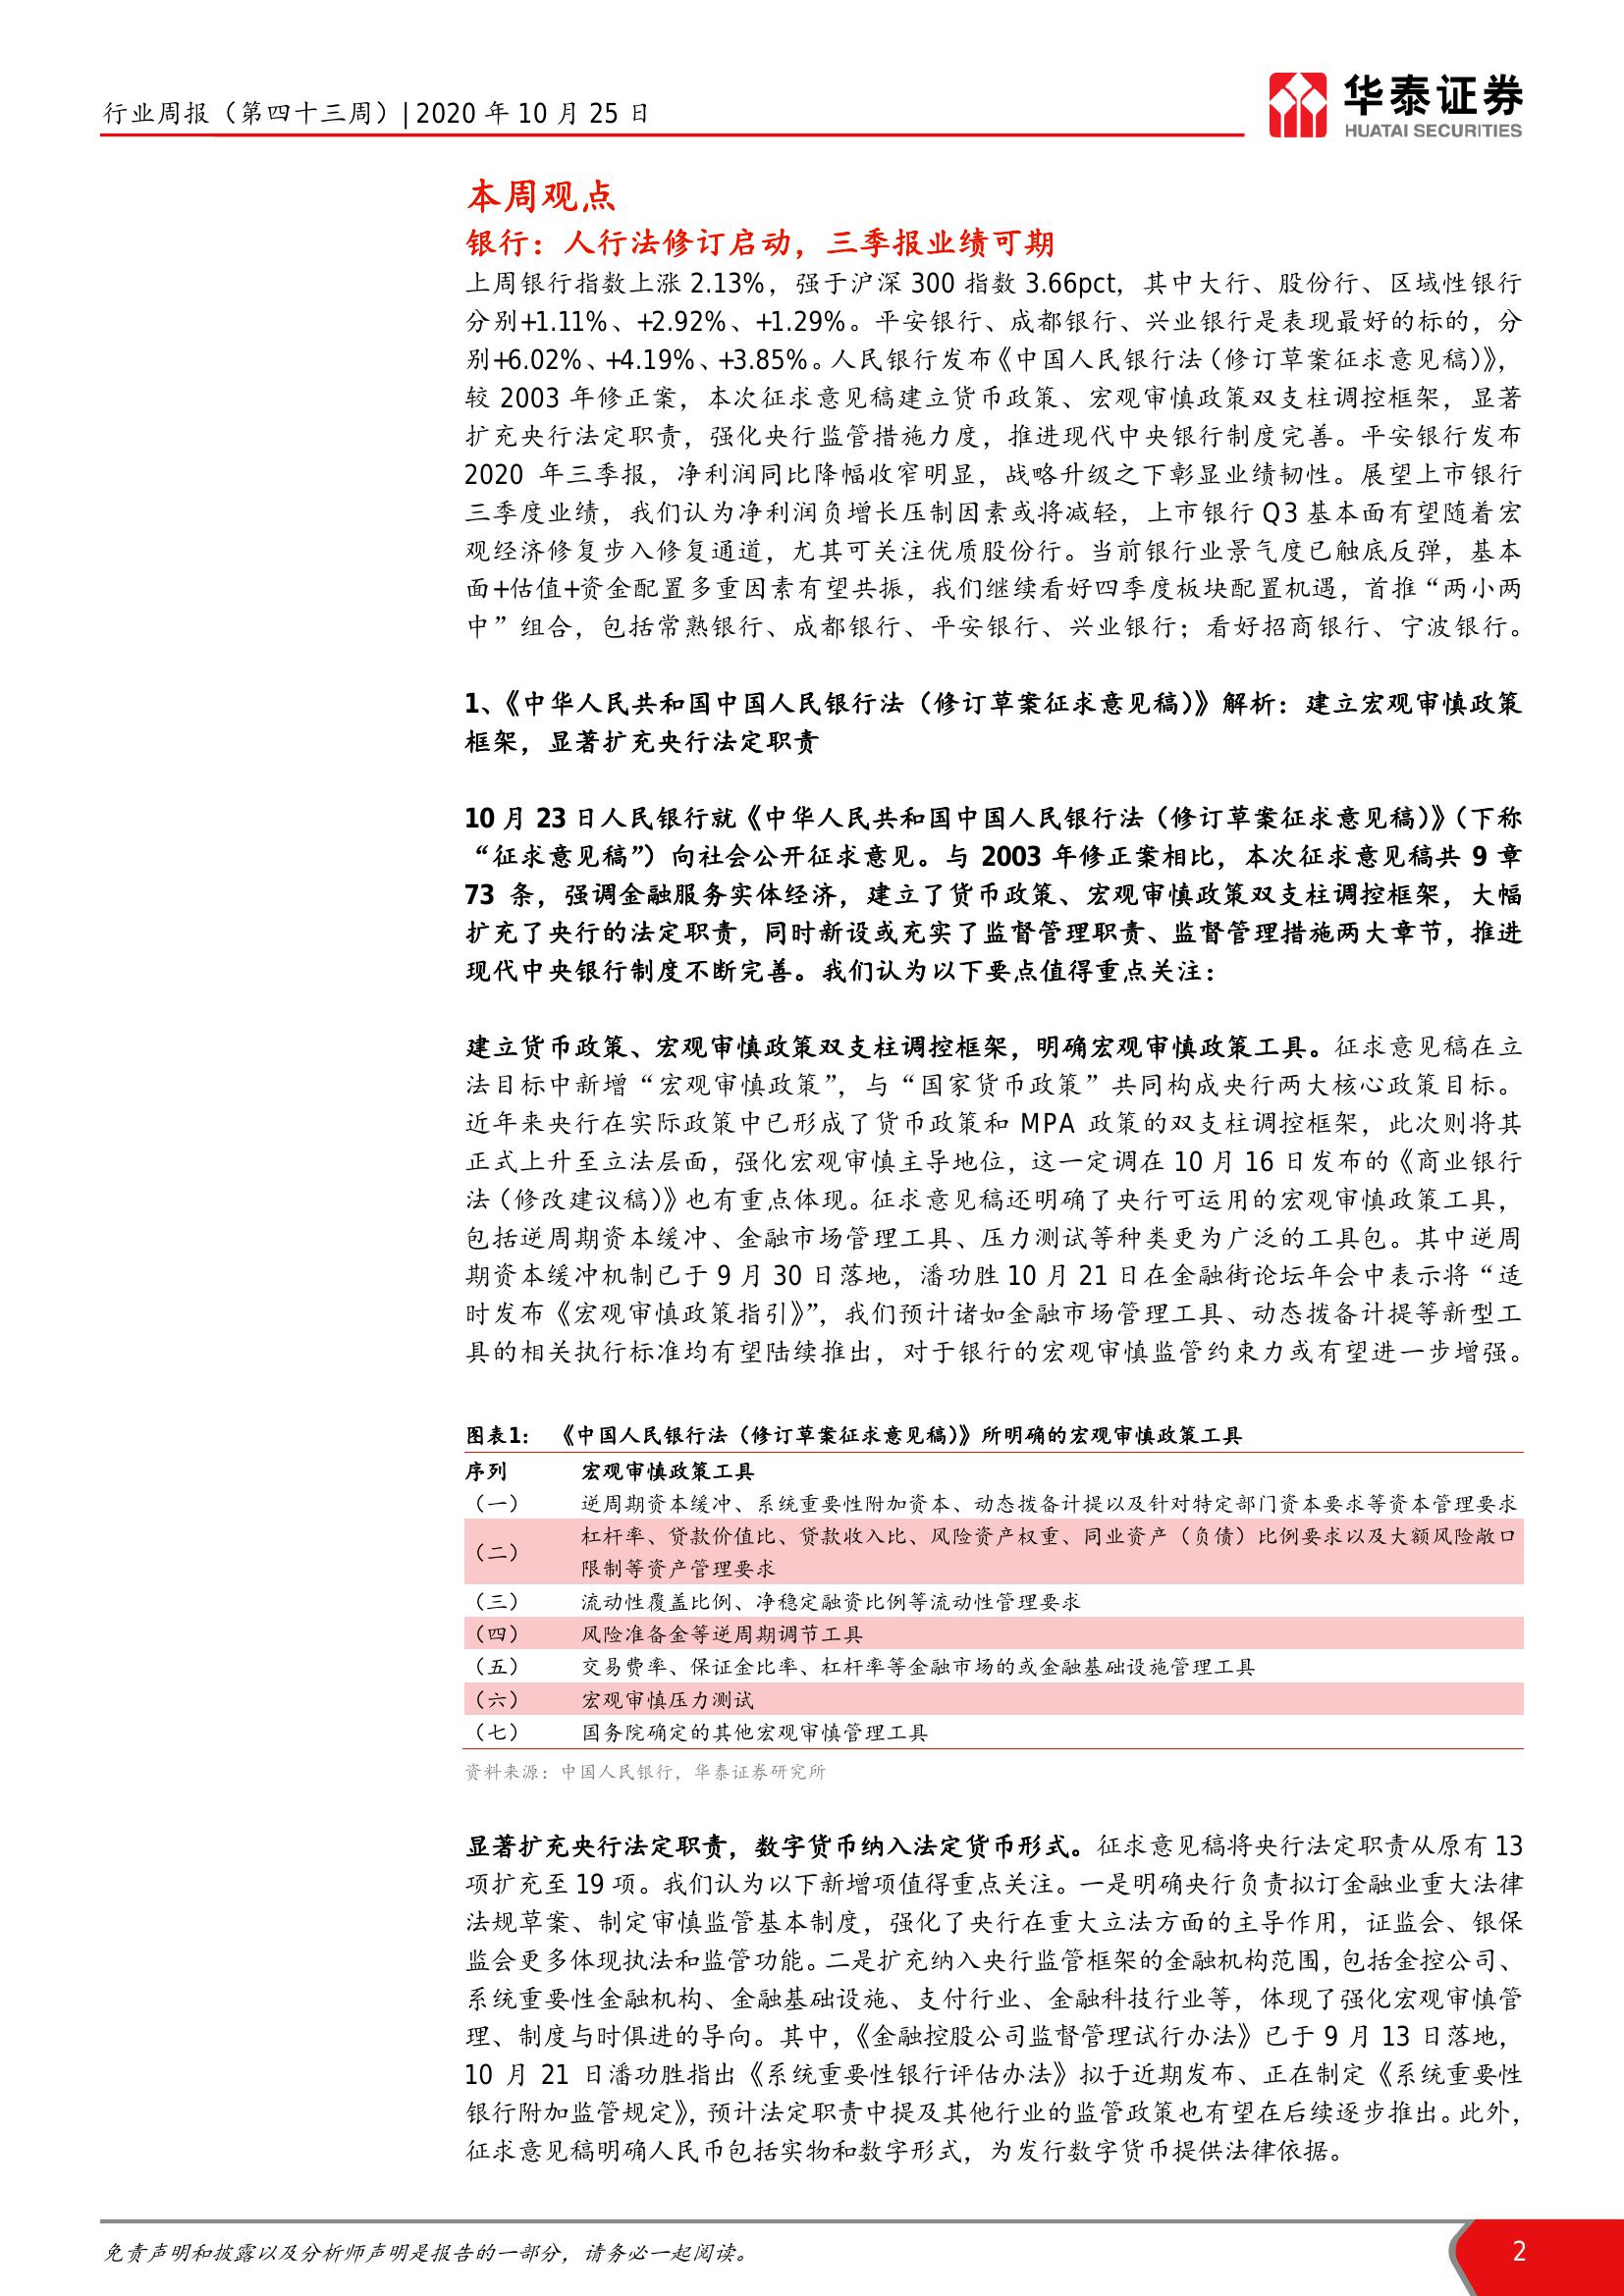 行业周报（第四十三周）| 2020 年 10 月 25 日
华泰证券
HUATAI SECURITIES
本周观点
银行：人行法修订启动，三季报业绩可期
上周银行指数上涨 2.13%，强于沪深 300 指数 3.66pct，其中大行、股份行、区域性银行
分别+1.11%、+2.92%、+1.29%。平安银行、成都银行、兴业银行是表现最好的标的，分
别+6.02%、+4.19%、+3.85%。人民银行发布《中国人民银行法（修订草案征求意见稿）》，
较 2003 年修正案，本次征求意见稿建立货币政策、宏观审慎政策双支柱调控框架，显著
扩充央行法定职责，强化央行监管措施力度，推进现代中央银行制度完善。平安银行发布
2020 年三季报，净利润同比降幅收窄明显，战略升级之下彰显业绩韧性。展望上市银行
三季度业绩，我们认为净利润负增长压制因素或将减轻，上市银行 Q3 基本面有望随着宏
观经济修复步入修复通道，尤其可关注优质股份行。当前银行业景气度已触底反弹，基本
面+估值+资金配置多重因素有望共振，我们继续看好四季度板块配置机遇，首推“两小两
中”组合，包括常熟银行、成都银行、平安银行、兴业银行；看好招商银行、宁波银行。
1、《中华人民共和国中国人民银行法（修订草案征求意见稿）》解析：建立宏观审慎政策
框架，显著扩充央行法定职责
10 月 23 日人民银行就《中华人民共和国中国人民银行法（修订草案征求意见稿）》（下称
“征求意见稿”）向社会公开征求意见。与 2003 年修正案相比，本次征求意见稿共 9 章
73 条，强调金融服务实体经济，建立了货币政策、宏观审慎政策双支柱调控框架，大幅
扩充了央行的法定职责，同时新设或充实了监督管理职责、监督管理措施两大章节，推进
现代中央银行制度不断完善。我们认为以下要点值得重点关注：
建立货币政策、宏观审慎政策双支柱调控框架，明确宏观审慎政策工具。征求意见稿在立
法目标中新增“宏观审慎政策”，与“国家货币政策”共同构成央行两大核心政策目标。
近年来央行在实际政策中已形成了货币政策和 MPA 政策的双支柱调控框架，此次则将其
正式上升至立法层面，强化宏观审慎主导地位，这一定调在 10 月 16 日发布的《商业银行
法（修改建议稿）》也有重点体现。征求意见稿还明确了央行可运用的宏观审慎政策工具，
包括逆周期资本缓冲、金融市场管理工具、压力测试等种类更为广泛的工具包。其中逆周
期资本缓冲机制已于 9 月 30 日落地，潘功胜 10 月 21 日在金融街论坛年会中表示将“适
时发布《宏观审慎政策指引》”，我们预计诸如金融市场管理工具、动态拨备计提等新型工
具的相关执行标准均有望陆续推出，对于银行的宏观审慎监管约束力或有望进一步增强。
图表1： 《中国人民银行法（修订草案征求意见稿）》所明确的宏观审慎政策工具
序列 宏观审慎政策工具
（一） 逆周期资本缓冲、系统重要性附加资本、动态拨备计提以及针对特定部门资本要求等资本管理要求
（二） 杠杆率、贷款价值比、贷款收入比、风险资产权重、同业资产（负债）比例要求以及大额风险敞口
限制等资产管理要求
（三） 流动性覆盖比例、净稳定融资比例等流动性管理要求
（四） 风险准备金等逆周期调节工具
（五） 交易费率、保证金比率、杠杆率等金融市场的或金融基础设施管理工具
（六） 宏观审慎压力测试
（七） 国务院确定的其他宏观审慎管理工具
资料来源：中国人民银行，华泰证券研究所
显著扩充央行法定职责，数字货币纳入法定货币形式。征求意见稿将央行法定职责从原有 13
项扩充至 19 项。我们认为以下新增项值得重点关注。一是明确央行负责拟订金融业重大法律
法规草案、制定审慎监管基本制度，强化了央行在重大立法方面的主导作用，证监会、银保
监会更多体现执法和监管功能。二是扩充纳入央行监管框架的金融机构范围，包括金控公司、
系统重要性金融机构、金融基础设施、支付行业、金融科技行业等，体现了强化宏观审慎管
理、制度与时俱进的导向。其中，《金融控股公司监督管理试行办法》已于 9 月 13 日落地，
10 月 21 日潘功胜指出《系统重要性银行评估办法》拟于近期发布、正在制定《系统重要性
银行附加监管规定》，预计法定职责中提及其他行业的监管政策也有望在后续逐步推出。此外，
征求意见稿明确人民币包括实物和数字形式，为发行数字货币提供法律依据。
免责声明和披露以及分析师声明是报告的一部分，请务必一起阅读。
2